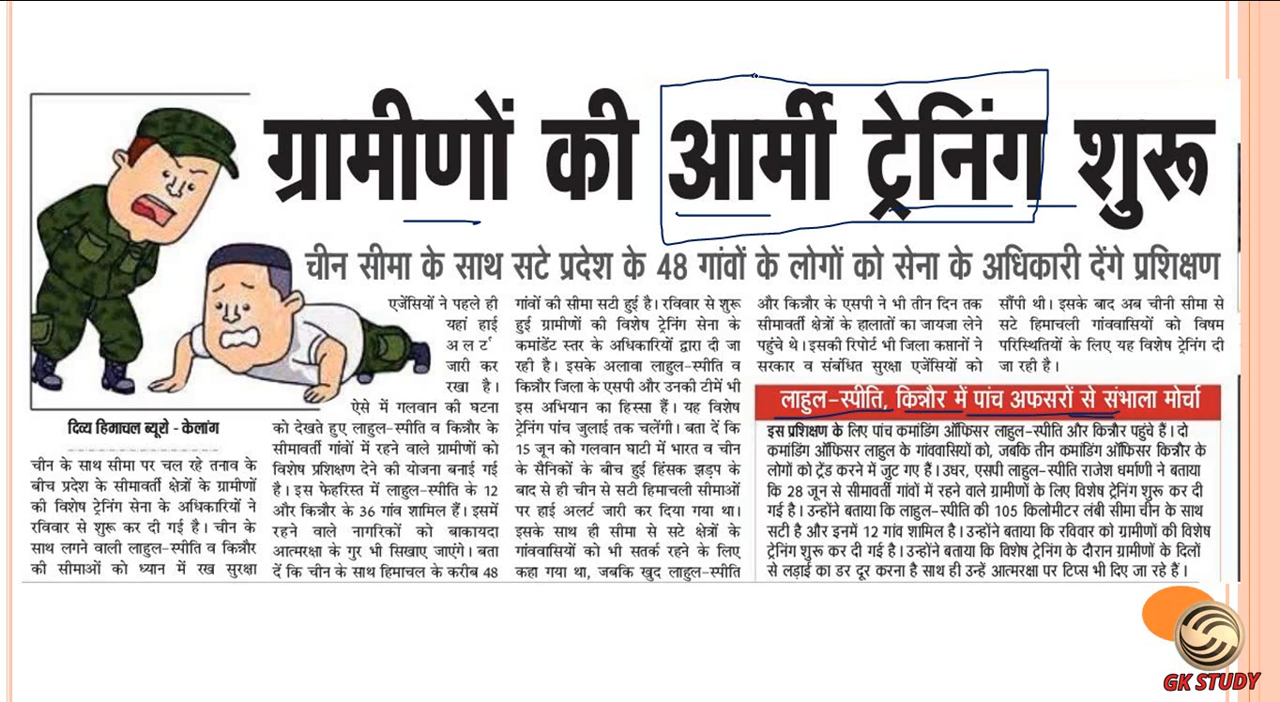 ग्रामीणों की आर्मी ट्रेनिंग शुरू
चीन सीमा के साथ सटे प्रदेश के 48 गांवों के लोगों को सेना के अधिकारी देंगे प्रशिक्षण
दिव्य हिमाचल ब्यूरो - केलांग
चीन के साथ सीमा पर चल रहे तनाव के
बीच प्रदेश के सीमावर्ती क्षेत्रों के ग्रामीणों
की विशेष ट्रेनिंग सेना के अधिकारियों ने
रविवार से शुरू कर दी गई है। चीन के
साथ लगने वाली लाहुल-स्पीति व किन्नौर
की सीमाओं को ध्यान में रख सुरक्षा
एजेंसियों ने पहले ही
यहां हाई
अलर्ट
जारी कर
रखा है।
ऐसे में गलवान की घटना
को देखते हुए लाहुल-स्पीति व किन्नौर के
सीमावर्ती गांवों में रहने वाले ग्रामीणों को
विशेष प्रशिक्षण देने की योजना बनाई गई
है। इस फेहरिस्त में लाहुल-स्पीति के 12
और किन्नौर के 36 गांव शामिल हैं। इसमें
रहने वाले नागरिकों को बाकायदा
आत्मरक्षा के गुर भी सिखाए जाएंगे। बता
दें कि चीन के साथ हिमाचल के करीब 48
गांवों की सीमा सटी हुई है। रविवार से शुरू
हुई ग्रामीणों की विशेष ट्रेनिंग सेना के
कमांडेंट स्तर के अधिकारियों द्वारा दी जा
रही है। इसके अलावा लाहुल-स्पीति व
किन्नौर जिला के एसपी और उनकी टीमें भी
इस अभियान का हिस्सा हैं। यह विशेष
ट्रेनिंग पांच जुलाई तक चलेंगी। बता दें कि
15 जून को गलवान घाटी में भारत व चीन
के सैनिकों के बीच हुई हिंसक झड़प के
बाद से ही चीन से सटी हिमाचली सीमाओं
पर हाई अलर्ट जारी कर दिया गया था।
इसके साथ ही सीमा से सटे क्षेत्रों के
गांववासियों को भी सतर्क रहने के लिए
कहा गया था, जबकि खुद लाहुल-स्पीति
और किन्नौर के एसपी ने भी तीन दिन तक
सीमावर्ती क्षेत्रों के हालातों का जायजा लेने
पहुंचे थे। इसकी रिपोर्ट भी जिला कप्तानों ने
सरकार व संबंधित सुरक्षा एजेंसियों को
सौंपी थी। इसके बाद अब चीनी सीमा से
सटे हिमाचली गांववासियों को विषम
परिस्थितियों के लिए यह विशेष ट्रेनिंग दी
जा रही है।
लाहुल-स्पीति, किन्नौर में पांच अफसरों से संभाला मोर्चा
इस प्रशिक्षण के लिए पांच कमांडिंग ऑफिसर लाहुल-स्पीति और किन्नौर पहुंचे हैं। दो
कमांडिंग ऑफिसर लाहुल के गांववासियों को, जबकि तीन कमांडिंग ऑफिसर किन्नौर के
लोगों को ट्रेंड करने में जुट गए हैं। उधर, एसपी लाहुल-स्पीति राजेश धर्माणी ने बताया
कि 28 जून से सीमावर्ती गांवों में रहने वाले ग्रामीणों के लिए विशेष ट्रेनिंग शुरू कर दी
गई है। उन्होंने बताया कि लाहुल-स्पीति की 105 किलोमीटर लंबी सीमा चीन के साथ
सटी है और इनमें 12 गांव शामिल है। उन्होंने बताया कि रविवार को ग्रामीणों की विशेष
ट्रेनिंग शुरू कर दी गई है। उन्होंने बताया कि विशेष ट्रेनिंग के दौरान ग्रामीणों के दिलों
से लड़ाई का डर दूर करना है साथ ही उन्हें आत्मरक्षा पर टिप्स भी दिए जा रहे हैं।
GK STUDY